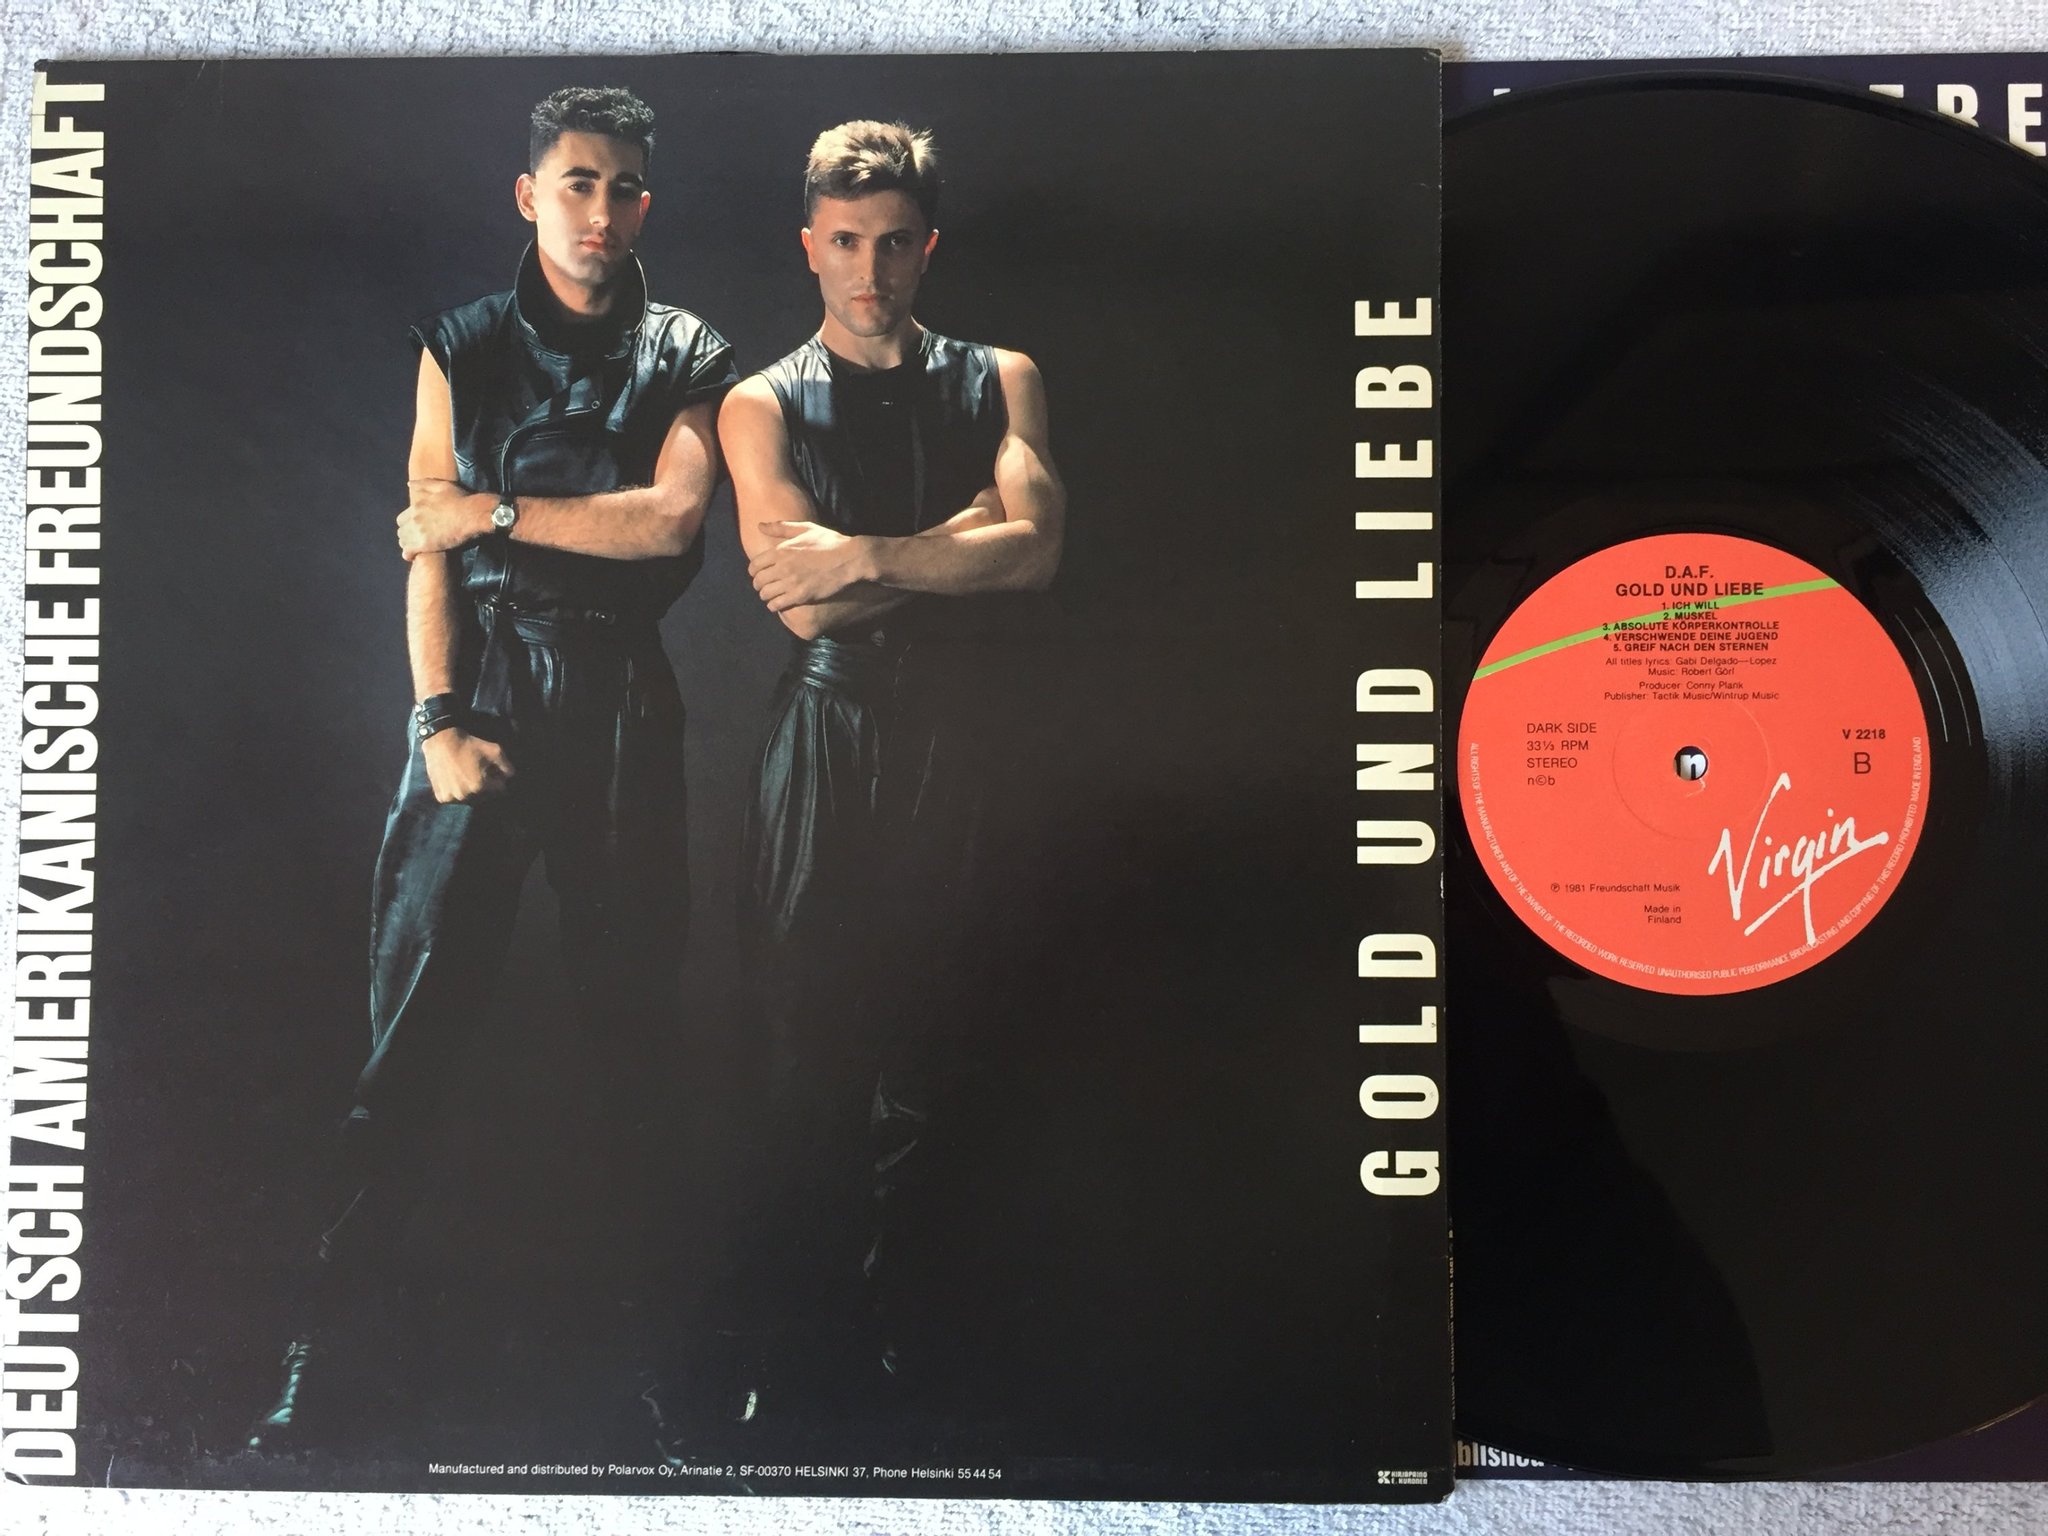 DEUTSCH AMERIKANISCHE FREUNDSCHAFT
GOLD UND LIEBE
Manufactured and distributed by Polarvox Oy, Arinatie 2, SF-00370 HELSINKI 37, Phone Helsinki 55 44 54
KIRJAPAINO
E. KURONEN
D.A.F.
GOLD UND LIEBE
1. ICH WILL
2. MUSKEL
3. ABSOLUTE KÖRPERKONTROLLE
4. VERSCHWENDE DEINE JUGEND
5. GREIF NACH DEN STERNEN
All titles lyrics: Gabi Delgado—Lopez
Music: Robert Görl
Producer: Conny Plank
Publisher: Tactik Music/Wintrup Music
DARK SIDE
33⅓ RPM
STEREO
n©b
V 2218
B
n
Virgin
℗ 1981 Freundschaft Musik
Made in
Finland
ALL RIGHTS OF THE MANUFACTURER AND OF THE OWNER OF THE RECORDED WORK RESERVED UNAUTHORISED PUBLIC PERFORMANCE BROADCASTING AND COPYING OF THIS RECORD PROHIBITED MADE IN ENGLAND